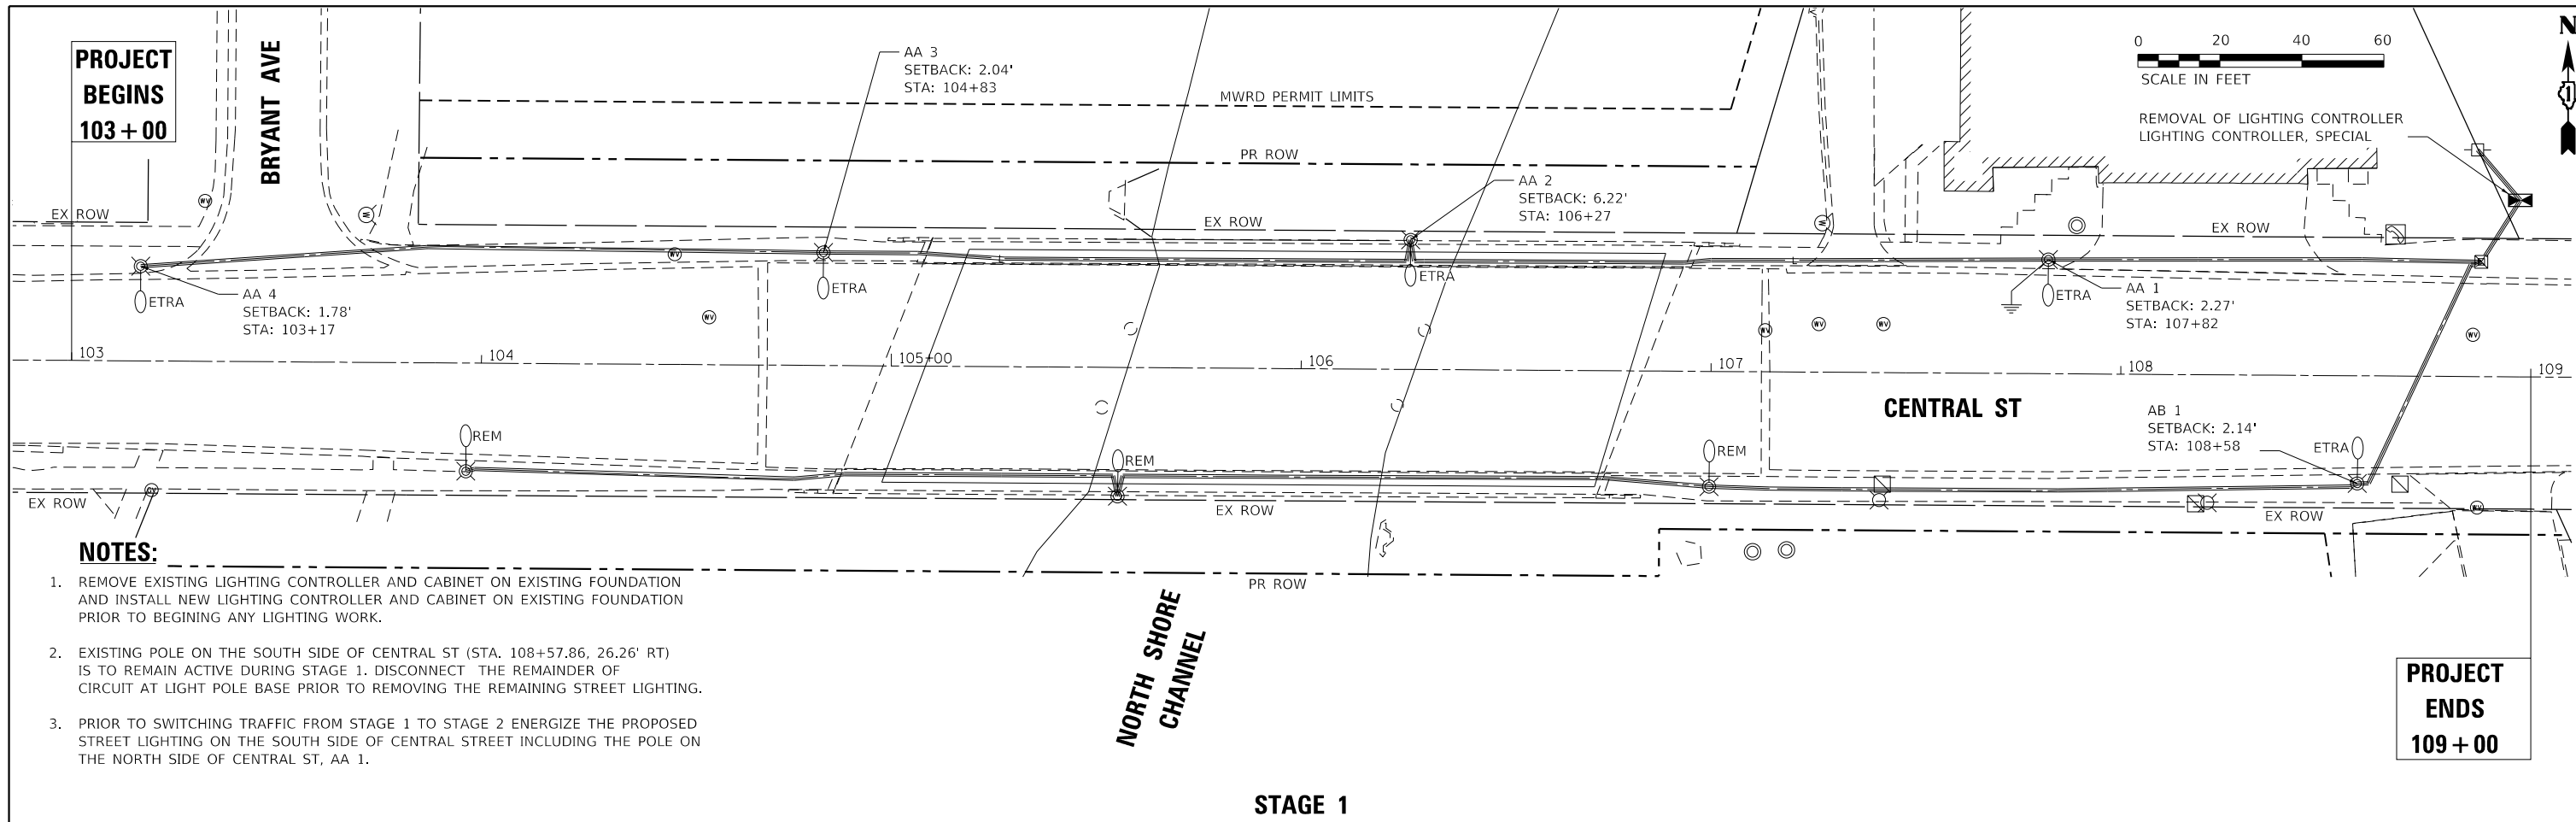 PROJECT
BEGINS
103+00
BRYANT AVE
AA 3
SETBACK: 2.04'
STA: 104+83
MWRD PERMIT LIMITS
0 20 40 60
SCALE IN FEET
N
REMOVAL OF LIGHTING CONTROLLER
LIGHTING CONTROLLER, SPECIAL
PR ROW
AA 2
SETBACK: 6.22'
STA: 106+27
EX ROW
WV
W
EX ROW
W
EX ROW
WV
ETRA
AA 4
SETBACK: 1.78'
STA: 103+17
ETRA
ETRA
ETRA
AA 1
SETBACK: 2.27'
STA: 107+82
WV
WV
WV
WV
WV
103
104
105+00
106
107
108
109
CENTRAL ST
AB 1
SETBACK: 2.14'
STA: 108+58
ETRA
REM
REM
REM
EX ROW
EX ROW
EX ROW
WV
PR ROW
NOTES:
1. REMOVE EXISTING LIGHTING CONTROLLER AND CABINET ON EXISTING FOUNDATION
AND INSTALL NEW LIGHTING CONTROLLER AND CABINET ON EXISTING FOUNDATION
PRIOR TO BEGINING ANY LIGHTING WORK.
2. EXISTING POLE ON THE SOUTH SIDE OF CENTRAL ST (STA. 108+57.86, 26.26' RT)
IS TO REMAIN ACTIVE DURING STAGE 1. DISCONNECT THE REMAINDER OF
CIRCUIT AT LIGHT POLE BASE PRIOR TO REMOVING THE REMAINING STREET LIGHTING.
3. PRIOR TO SWITCHING TRAFFIC FROM STAGE 1 TO STAGE 2 ENERGIZE THE PROPOSED
STREET LIGHTING ON THE SOUTH SIDE OF CENTRAL STREET INCLUDING THE POLE ON
THE NORTH SIDE OF CENTRAL ST, AA 1.
NORTH SHORE
CHANNEL
PROJECT
ENDS
109+00
STAGE 1